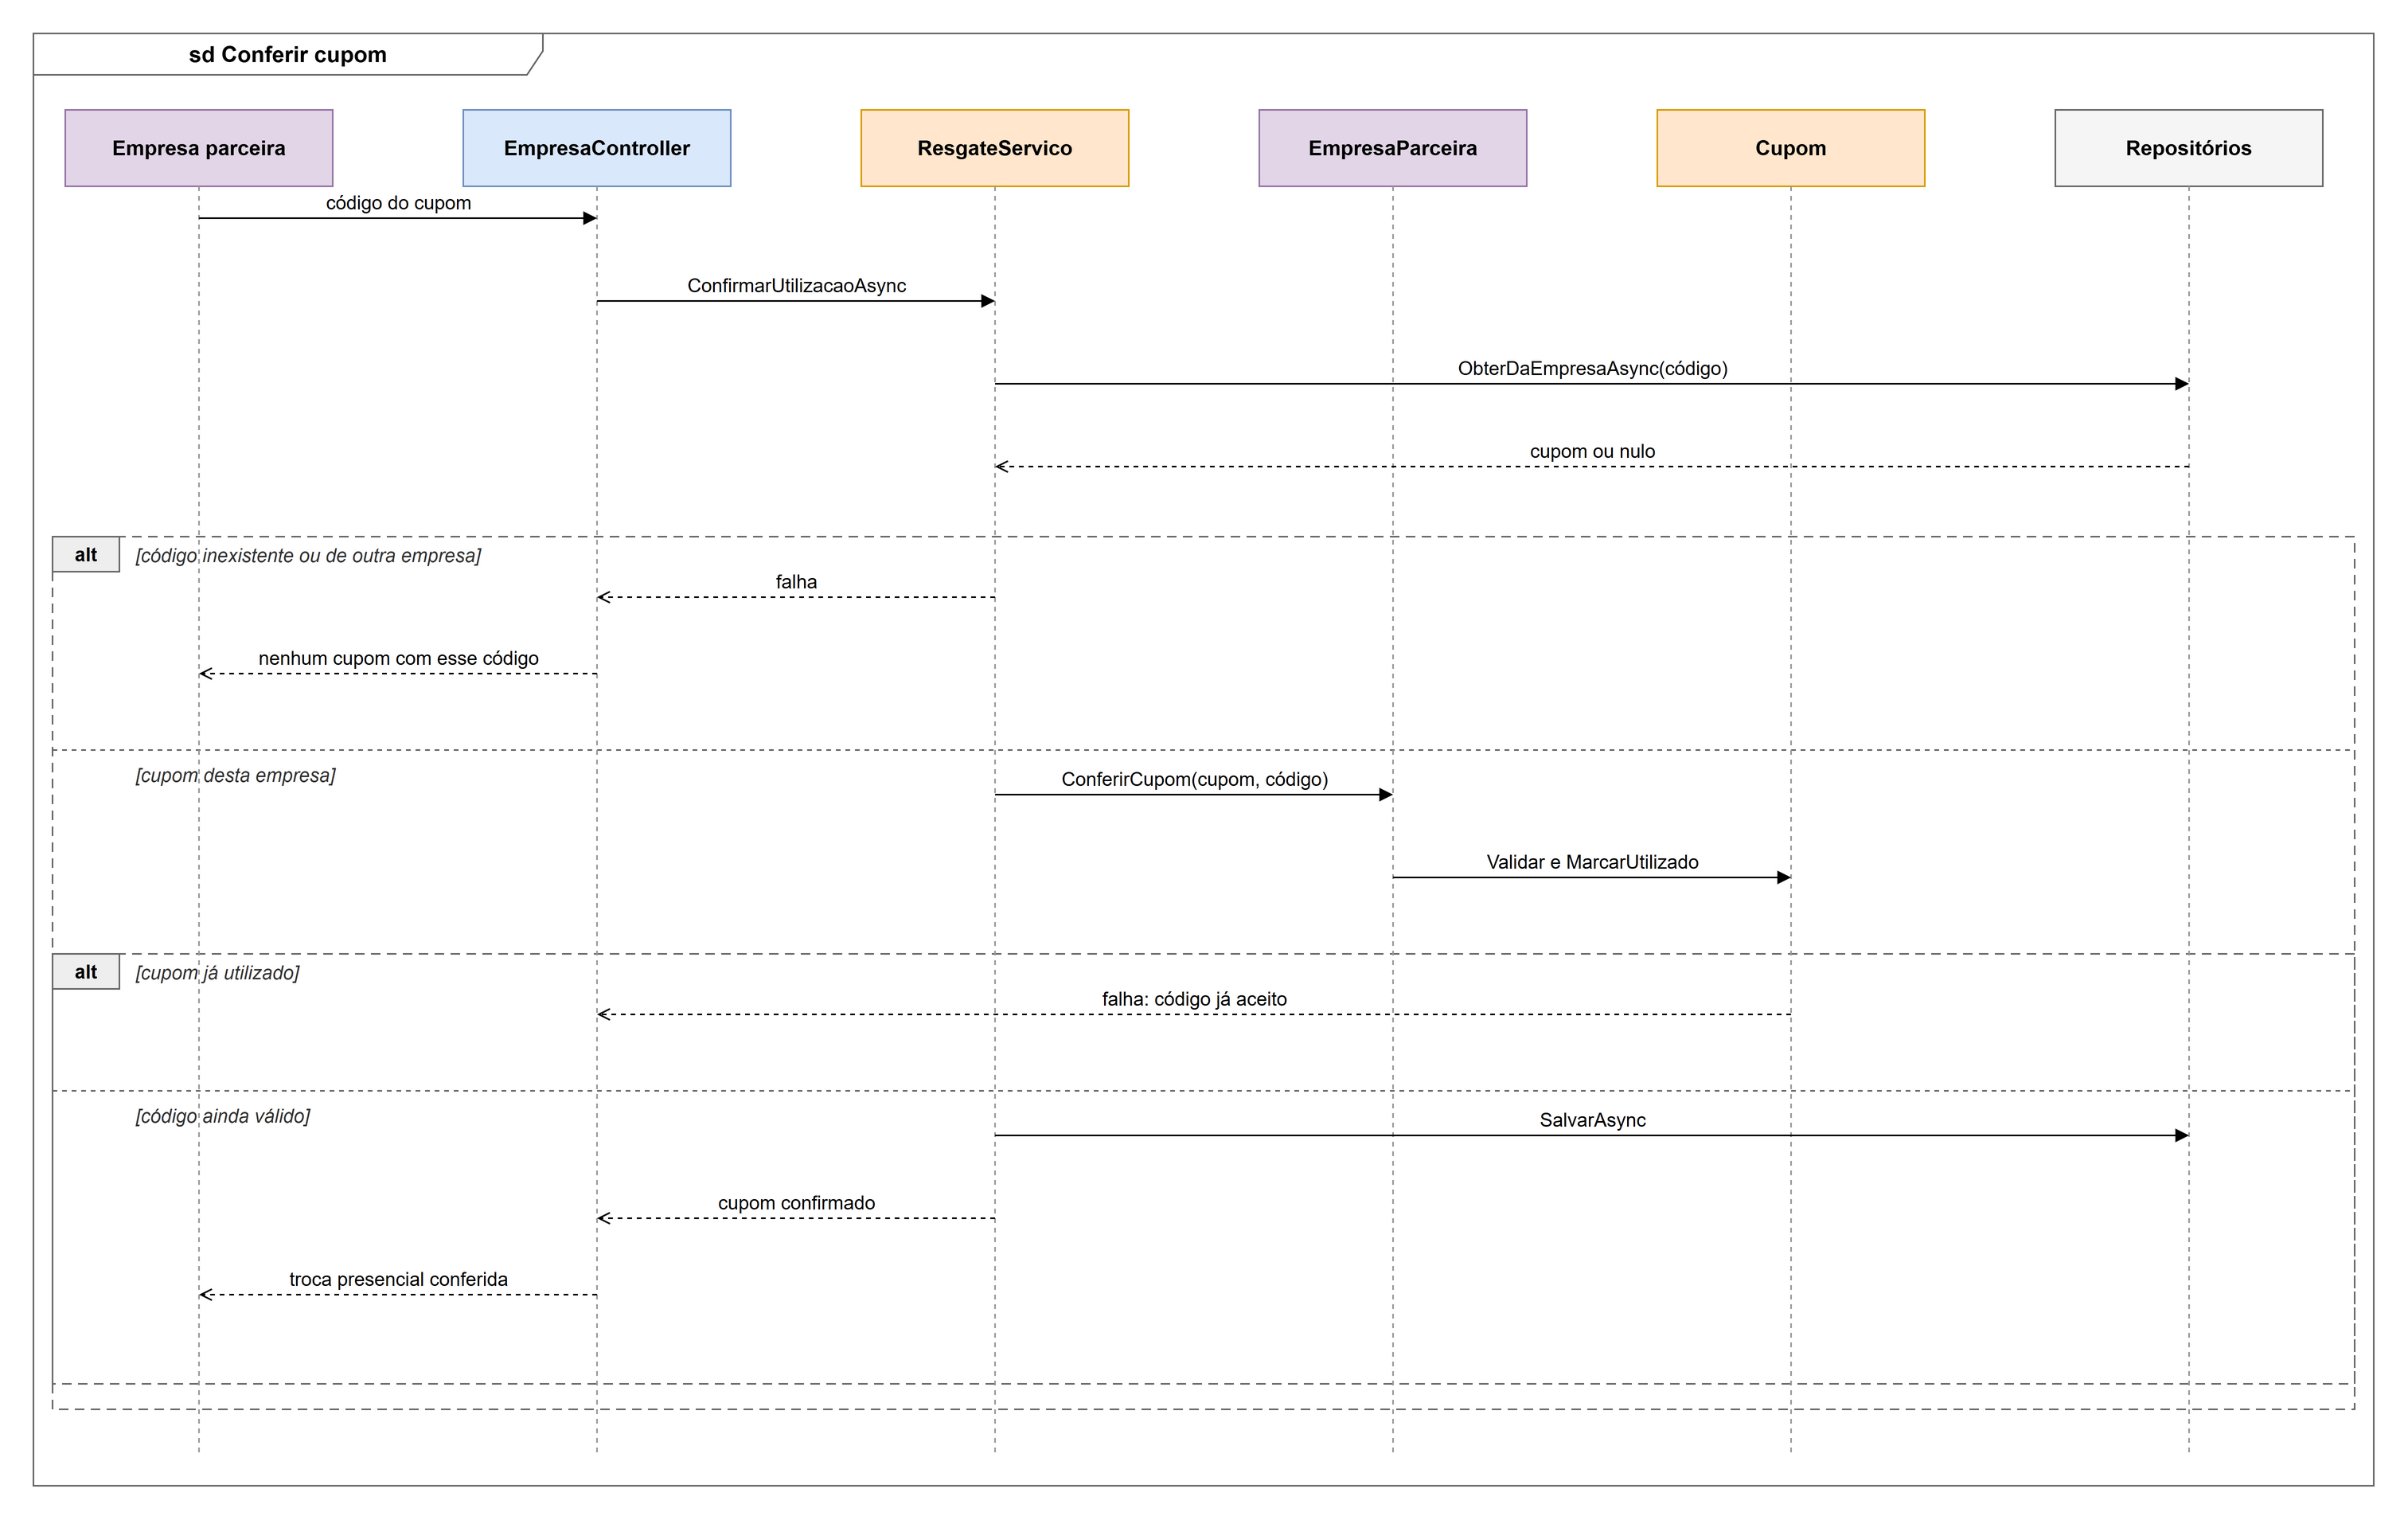 sd Conferir cupom
Empresa parceira
EmpresaController
ResgateServico
EmpresaParceira
Cupom
Repositórios
código do cupom
ConfirmarUtilizacaoAsync
ObterDaEmpresaAsync(código)
cupom ou nulo
alt
[código inexistente ou de outra empresa]
falha
nenhum cupom com esse código
[cupom desta empresa]
ConferirCupom(cupom, código)
Validar e MarcarUtilizado
alt
[cupom já utilizado]
falha: código já aceito
[código ainda válido]
SalvarAsync
cupom confirmado
troca presencial conferida